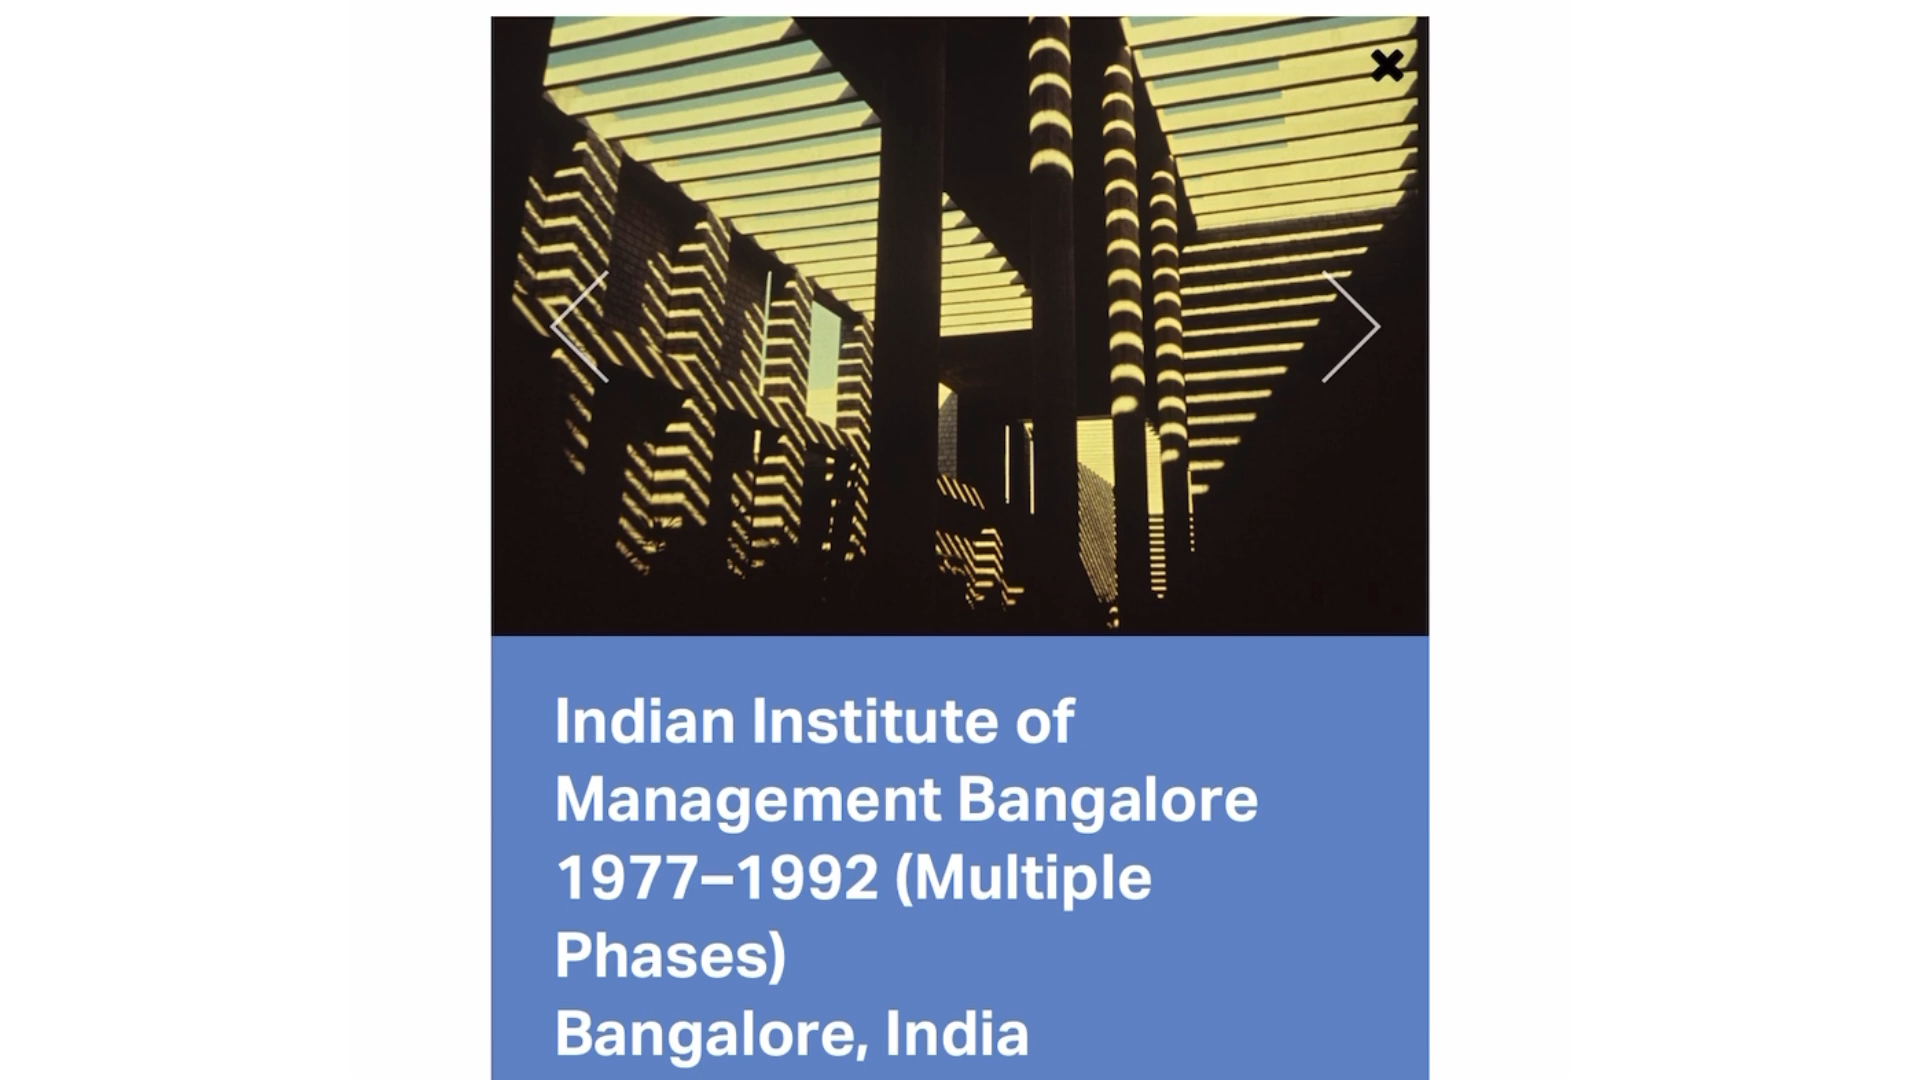 Indian Institute of
Management Bangalore
1977–1992 (Multiple
Phases)
Bangalore, India